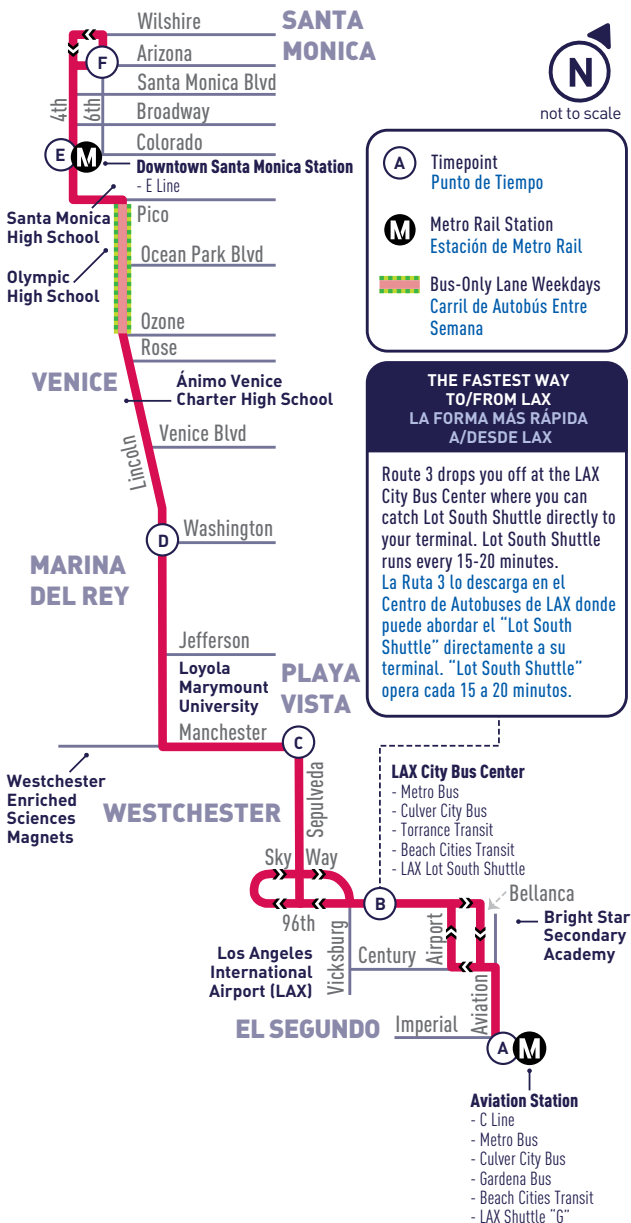 Wilshire
SANTA
MONICA
Arizona
F
Santa Monica Blvd
4th
6th
Broadway
Colorado
E
M
Downtown Santa Monica Station
- E Line
Santa Monica
High School
Pico
Olympic
High School
Ocean Park Blvd
Ozone
Rose
VENICE
Ánimo Venice
Charter High School
Lincoln
Venice Blvd
D
Washington
MARINA
DEL REY
Jefferson
Loyola
Marymount
University
PLAYA
VISTA
Manchester
C
Westchester
Enriched
Sciences
Magnets
WESTCHESTER
Sepulveda
Sky Way
96th
B
LAX City Bus Center
- Metro Bus
- Culver City Bus
- Torrance Transit
- Beach Cities Transit
- LAX Lot South Shuttle
Bellanca
Bright Star
Secondary
Academy
Vicksburg
Century
Airport
Los Angeles
International
Airport (LAX)
Aviation
EL SEGUNDO
Imperial
A
M
Aviation Station
- C Line
- Metro Bus
- Culver City Bus
- Gardena Bus
- Beach Cities Transit
- LAX Shuttle "G"
N
not to scale
A
Timepoint
Punto de Tiempo
M
Metro Rail Station
Estación de Metro Rail
Bus-Only Lane Weekdays
Carril de Autobús Entre
Semana
THE FASTEST WAY
TO/FROM LAX
LA FORMA MÁS RÁPIDA
A/DESDE LAX
Route 3 drops you off at the LAX
City Bus Center where you can
catch Lot South Shuttle directly to
your terminal. Lot South Shuttle
runs every 15-20 minutes.
La Ruta 3 lo descarga en el
Centro de Autobuses de LAX donde
puede abordar el "Lot South
Shuttle" directamente a su
terminal. "Lot South Shuttle"
opera cada 15 a 20 minutos.